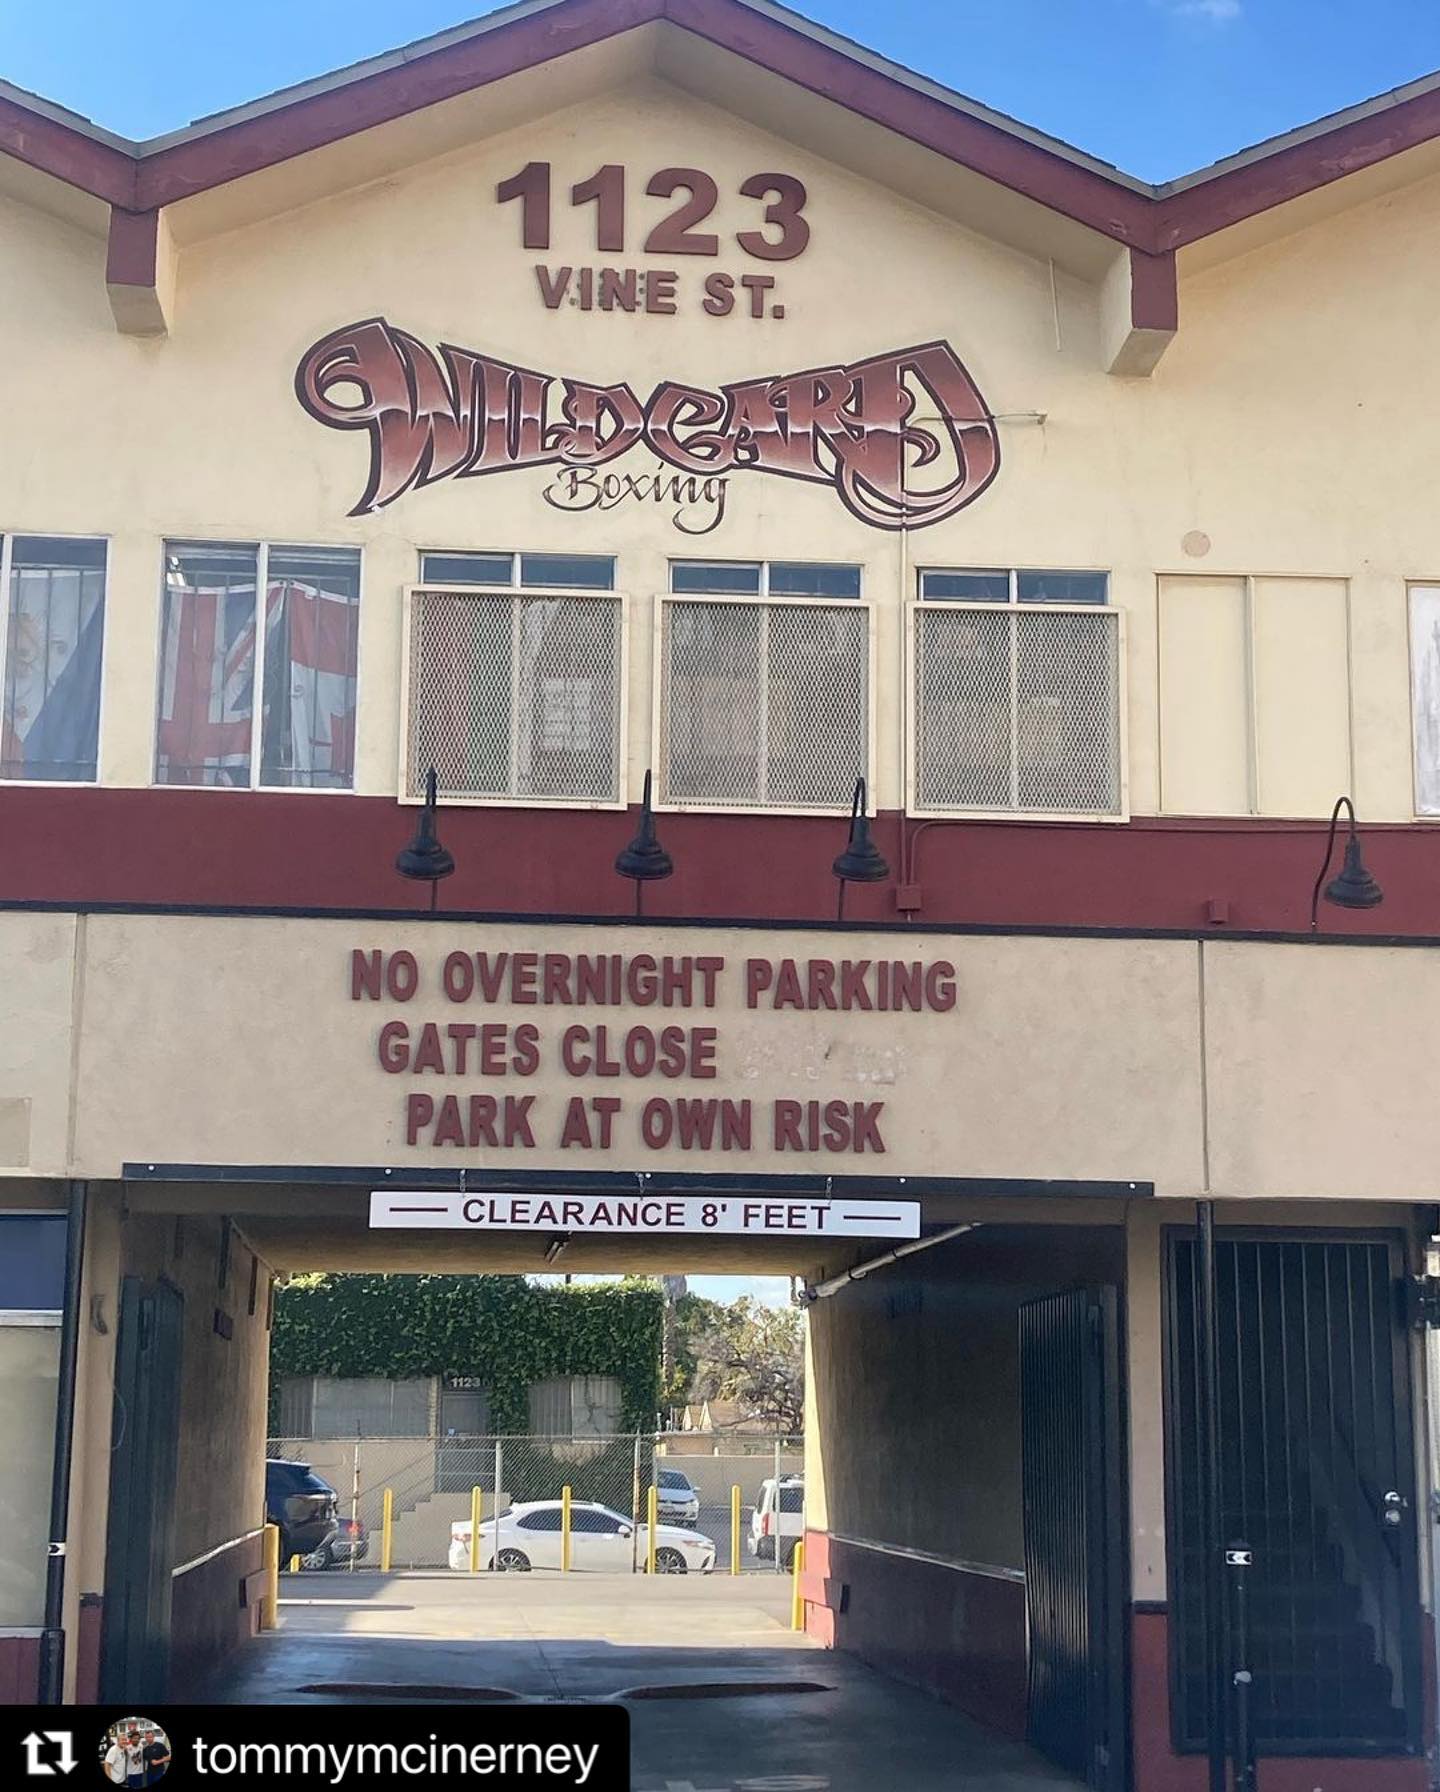 1123
VINE ST.
WILDCARD
Boxing
NO OVERNIGHT PARKING
GATES CLOSE
PARK AT OWN RISK
CLEARANCE 8' FEET
1123
tommymcinerney